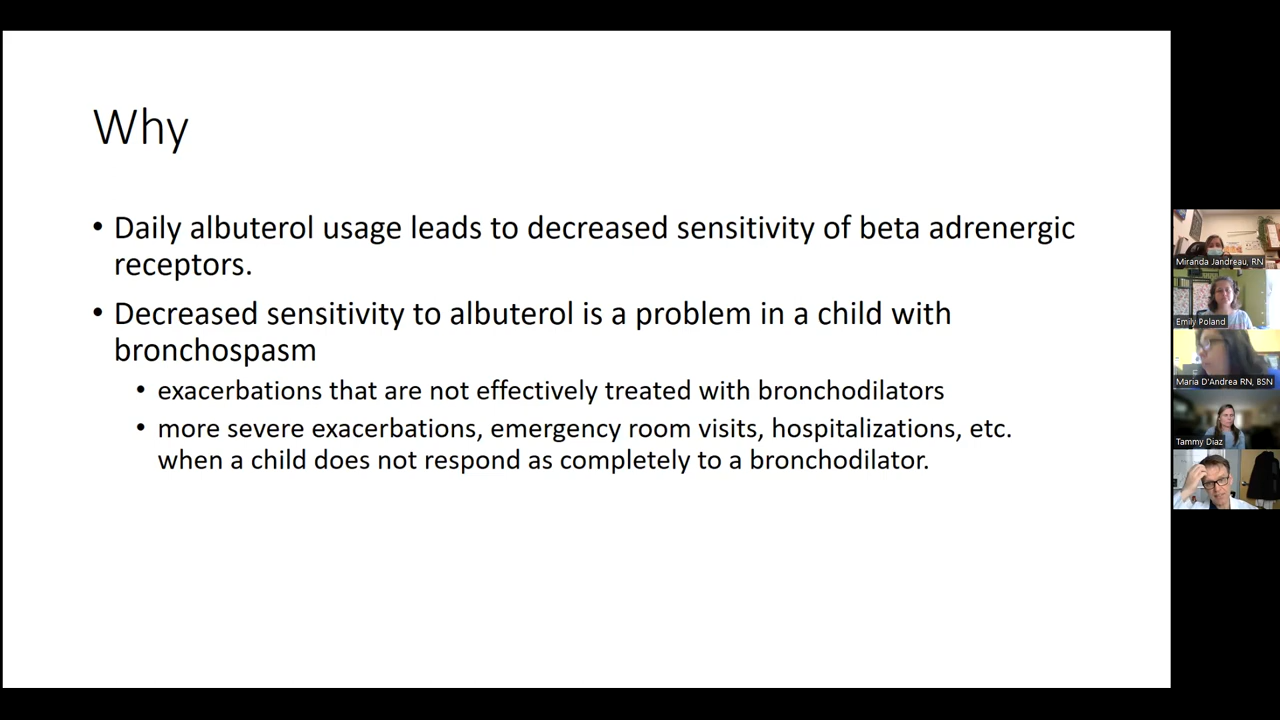 Why
• Daily albuterol usage leads to decreased sensitivity of beta adrenergic
receptors.
• Decreased sensitivity to albuterol is a problem in a child with
bronchospasm
• exacerbations that are not effectively treated with bronchodilators
• more severe exacerbations, emergency room visits, hospitalizations, etc.
when a child does not respond as completely to a bronchodilator.
Miranda Jandreau, RN
Emily Poland
Maria D'Andrea RN, BSN
Tammy Diaz